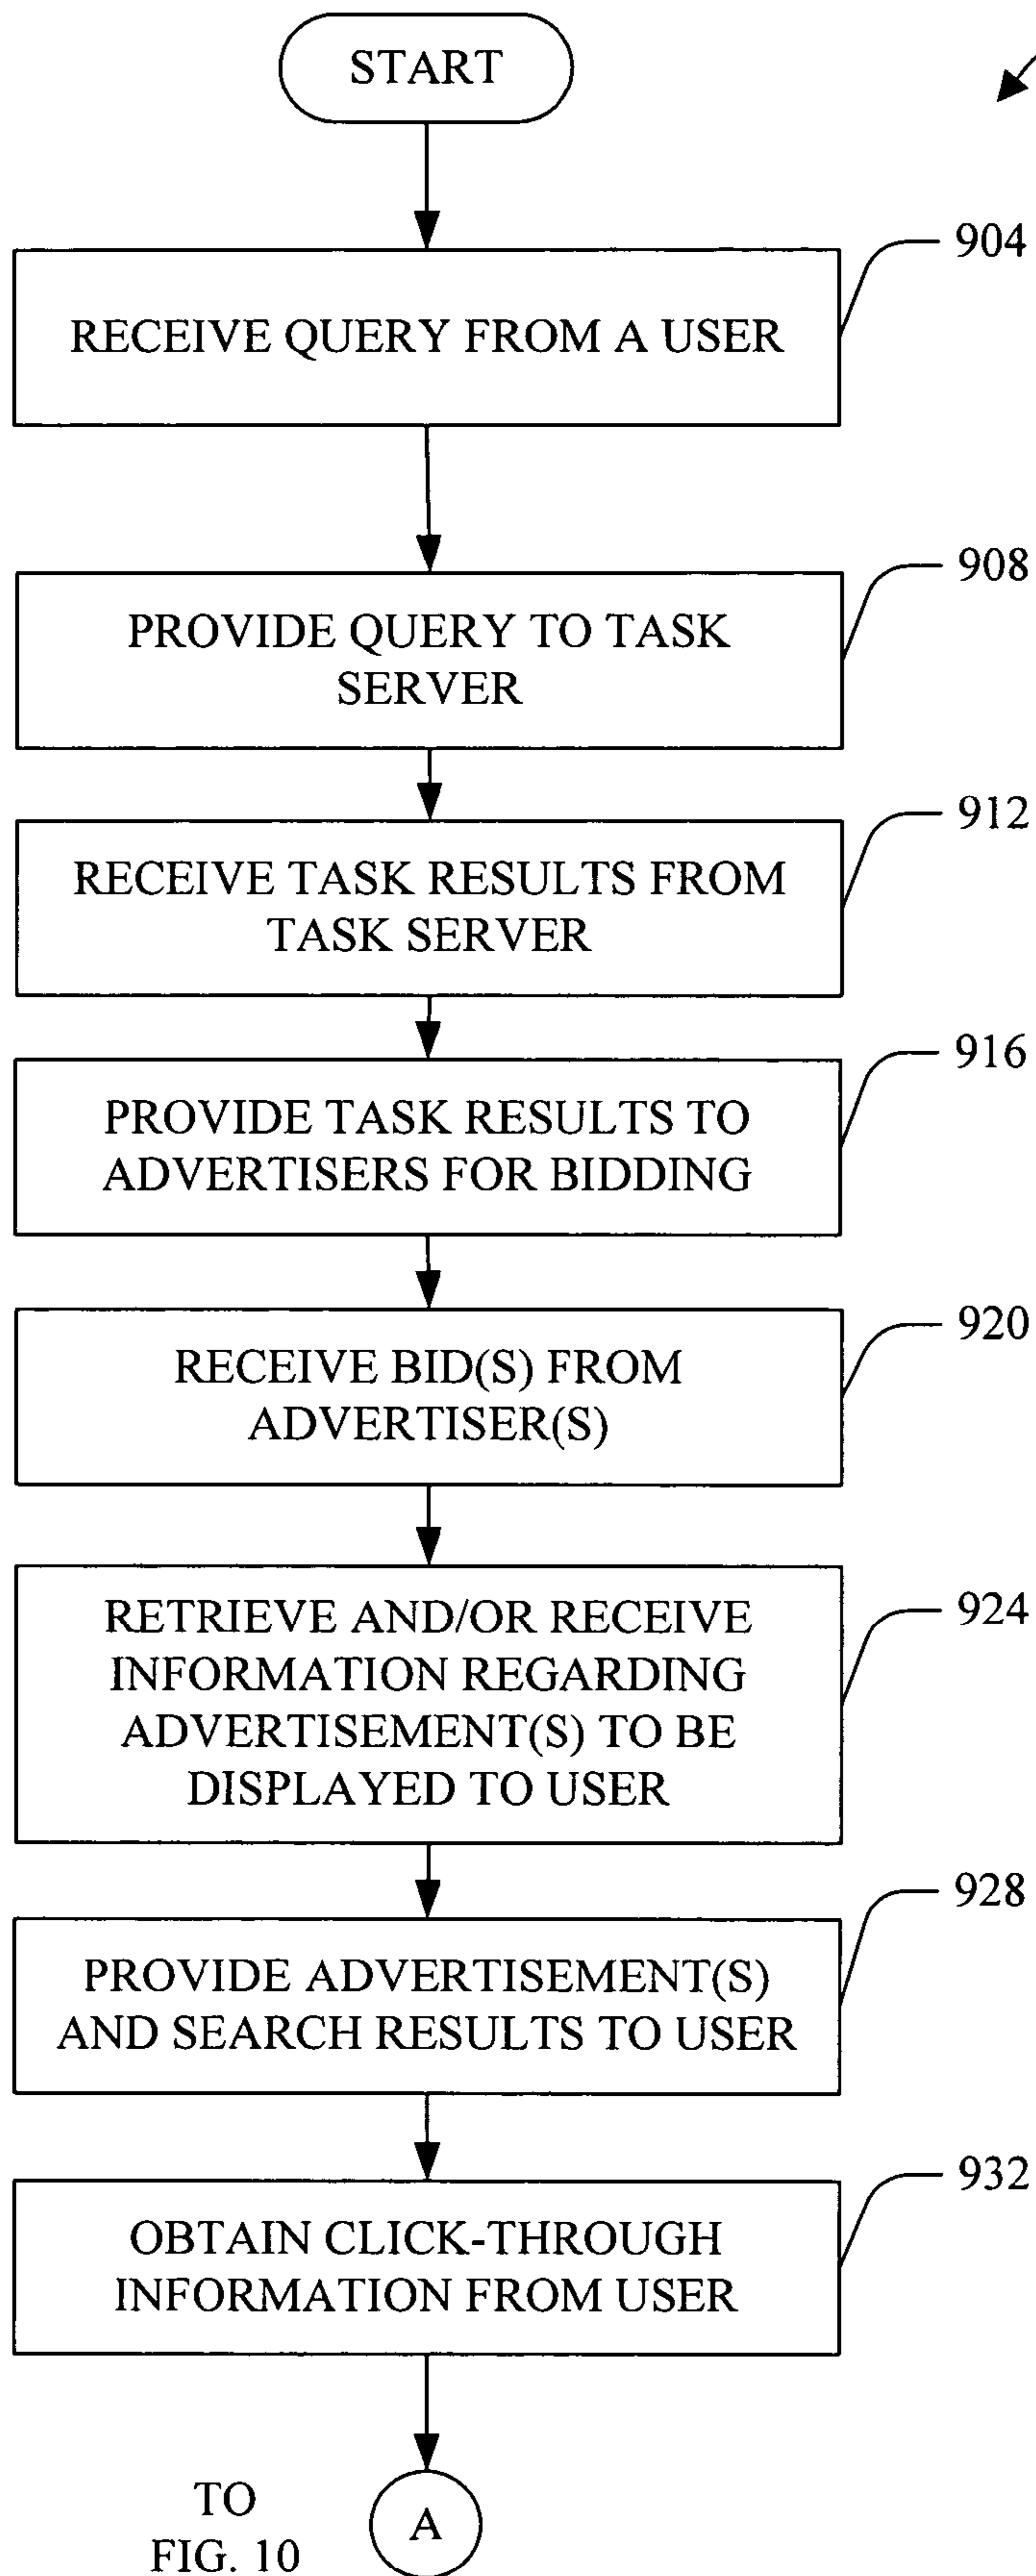 START
904
RECEIVE QUERY FROM A USER
908
PROVIDE QUERY TO TASK
SERVER
912
RECEIVE TASK RESULTS FROM
TASK SERVER
916
PROVIDE TASK RESULTS TO
ADVERTISERS FOR BIDDING
920
RECEIVE BID(S) FROM
ADVERTISER(S)
924
RETRIEVE AND/OR RECEIVE
INFORMATION REGARDING
ADVERTISEMENT(S) TO BE
DISPLAYED TO USER
928
PROVIDE ADVERTISEMENT(S)
AND SEARCH RESULTS TO USER
932
OBTAIN CLICK-THROUGH
INFORMATION FROM USER
TO
FIG. 10
A